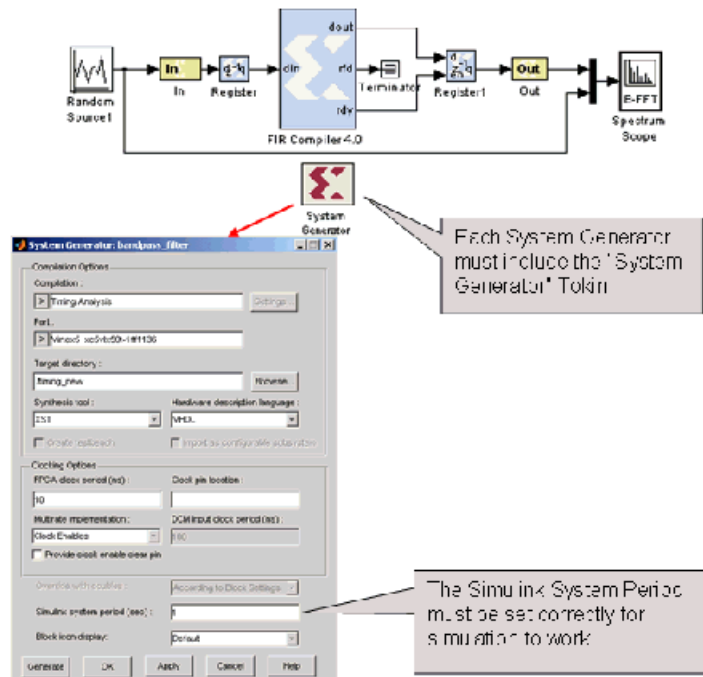 dout
In
Random
Source1
In
Register
din
rfd
Terminator
rdy
FIR Compiler 4.0
Register1
Out
Out
B-FFT
Spectrum
Scope
System
Generator
Each System Generator
must include the "System
Generator" Tokin
System Generator: bandpass_filter
Compilation Options
Compilation :
Timing Analysis
Settings...
Part :
Target directory :
Browse...
Synthesis tool :
Hardware description language :
XST
VHDL
Create testbench
Import as configurable subsystem
Clocking Options
FPGA clock period (ns) :
Clock pin location :
10
Multirate implementation :
DCM input clock period (ns) :
Clock Enables
100
Provide clock enable clear pin
Override with doubles :
According to Block Settings
Simulink system period (sec) :
Block icon display:
Default
Generate
OK
Apply
Cancel
Help
The Simulink System Period
must be set correctly for
simulation to work